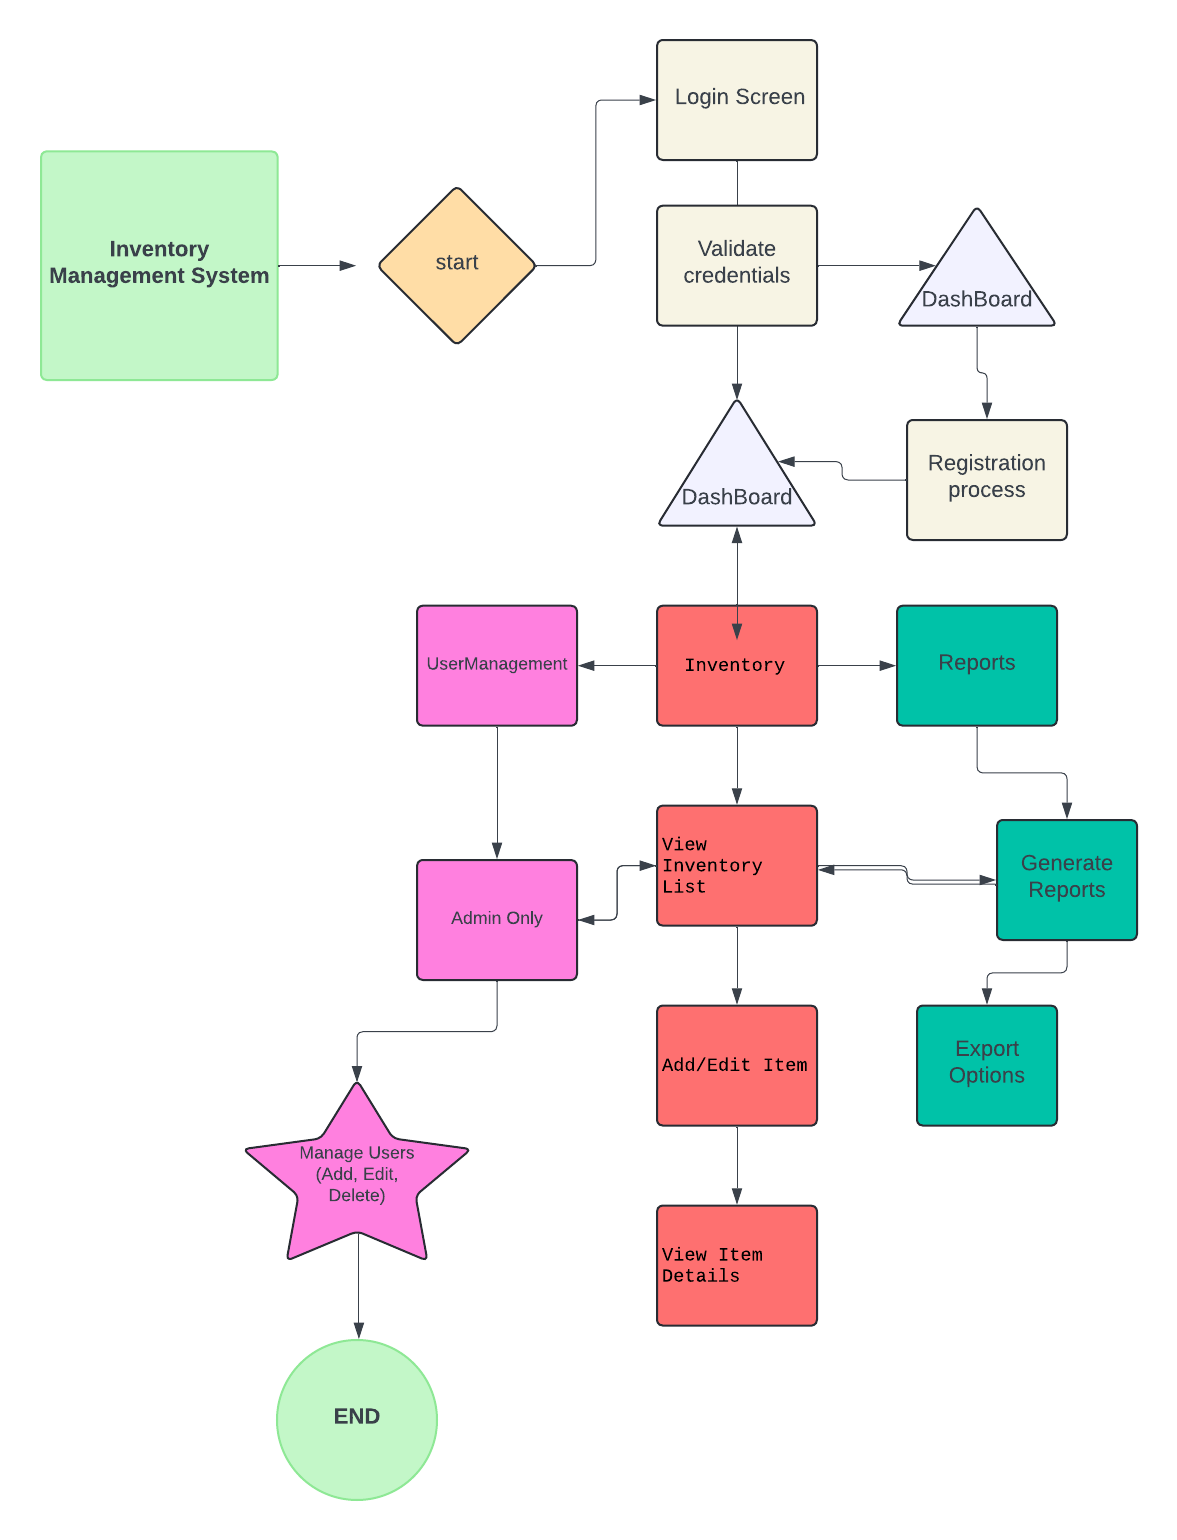 Login Screen
Inventory
Management System
start
Validate
credentials
DashBoard
Registration
process
DashBoard
UserManagement
Inventory
Reports
View
Inventory
List
Generate
Reports
Admin Only
Add/Edit Item
Export
Options
Manage Users
(Add, Edit,
Delete)
View Item
Details
END